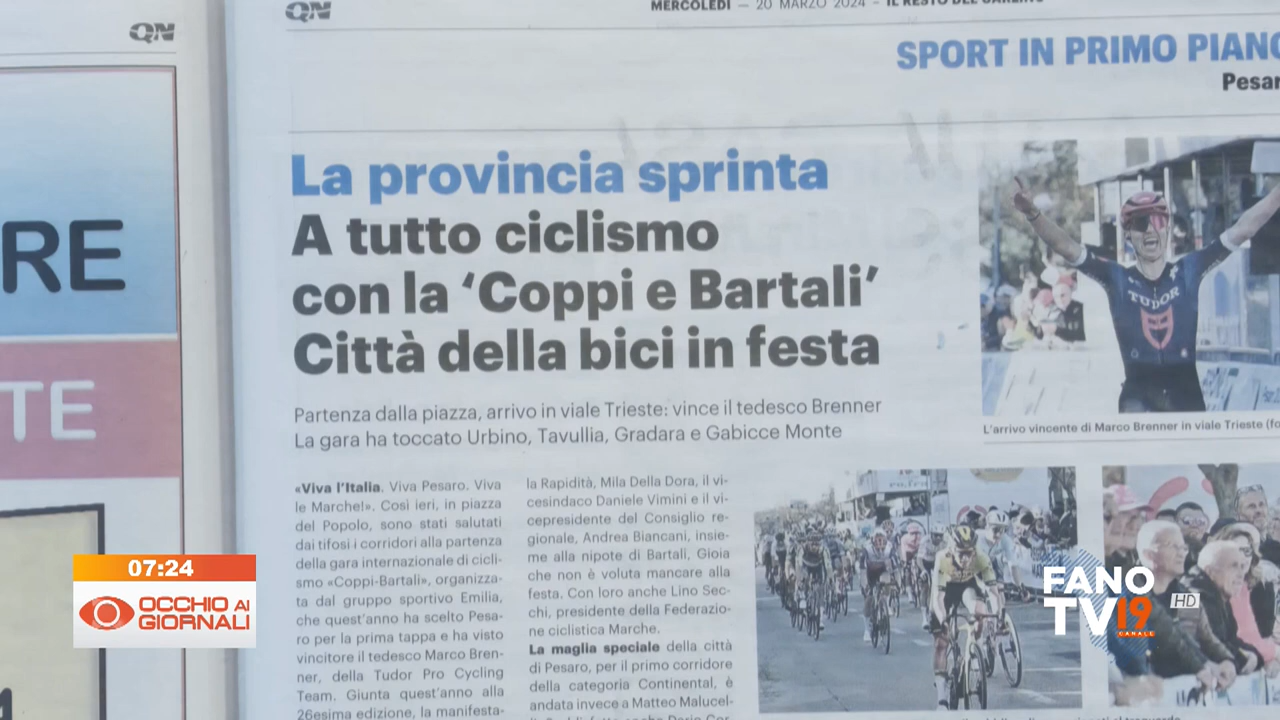 QN
QN
MERCOLEDÌ — 20 MARZO 2024 – IL RESTO DEL CARLINO
SPORT IN PRIMO PIANO
Pesar
RE
TE
La provincia sprinta
A tutto ciclismo
con la ‘Coppi e Bartali’
Città della bici in festa
Partenza dalla piazza, arrivo in viale Trieste: vince il tedesco Brenner
La gara ha toccato Urbino, Tavullia, Gradara e Gabicce Monte
TUDOR
L’arrivo vincente di Marco Brenner in viale Trieste (fo
«Viva l’Italia. Viva Pesaro. Viva
le Marche!». Così ieri, in piazza
del Popolo, sono stati salutati
dai tifosi i corridori alla partenza
della gara internazionale di cicli-
smo «Coppi-Bartali», organizza-
ta dal gruppo sportivo Emilia,
che quest’anno ha scelto Pesa-
ro per la prima tappa e ha visto
vincitore il tedesco Marco Bren-
ner, della Tudor Pro Cycling
Team. Giunta quest’anno alla
26esima edizione, la manifesta-
la Rapidità, Mila Della Dora, il vi-
cesindaco Daniele Vimini e il vi-
cepresidente del Consiglio re-
gionale, Andrea Biancani, insie-
me alla nipote di Bartali, Gioia
che non è voluta mancare alla
festa. Con loro anche Lino Sec-
chi, presidente della Federazio-
ne ciclistica Marche.
La maglia speciale della città
di Pesaro, per il primo corridore
della categoria Continental, è
andata invece a Matteo Malucel-
07:24
OCCHIO AI
GIORNALI
FANO
TV19 HD
CANALE